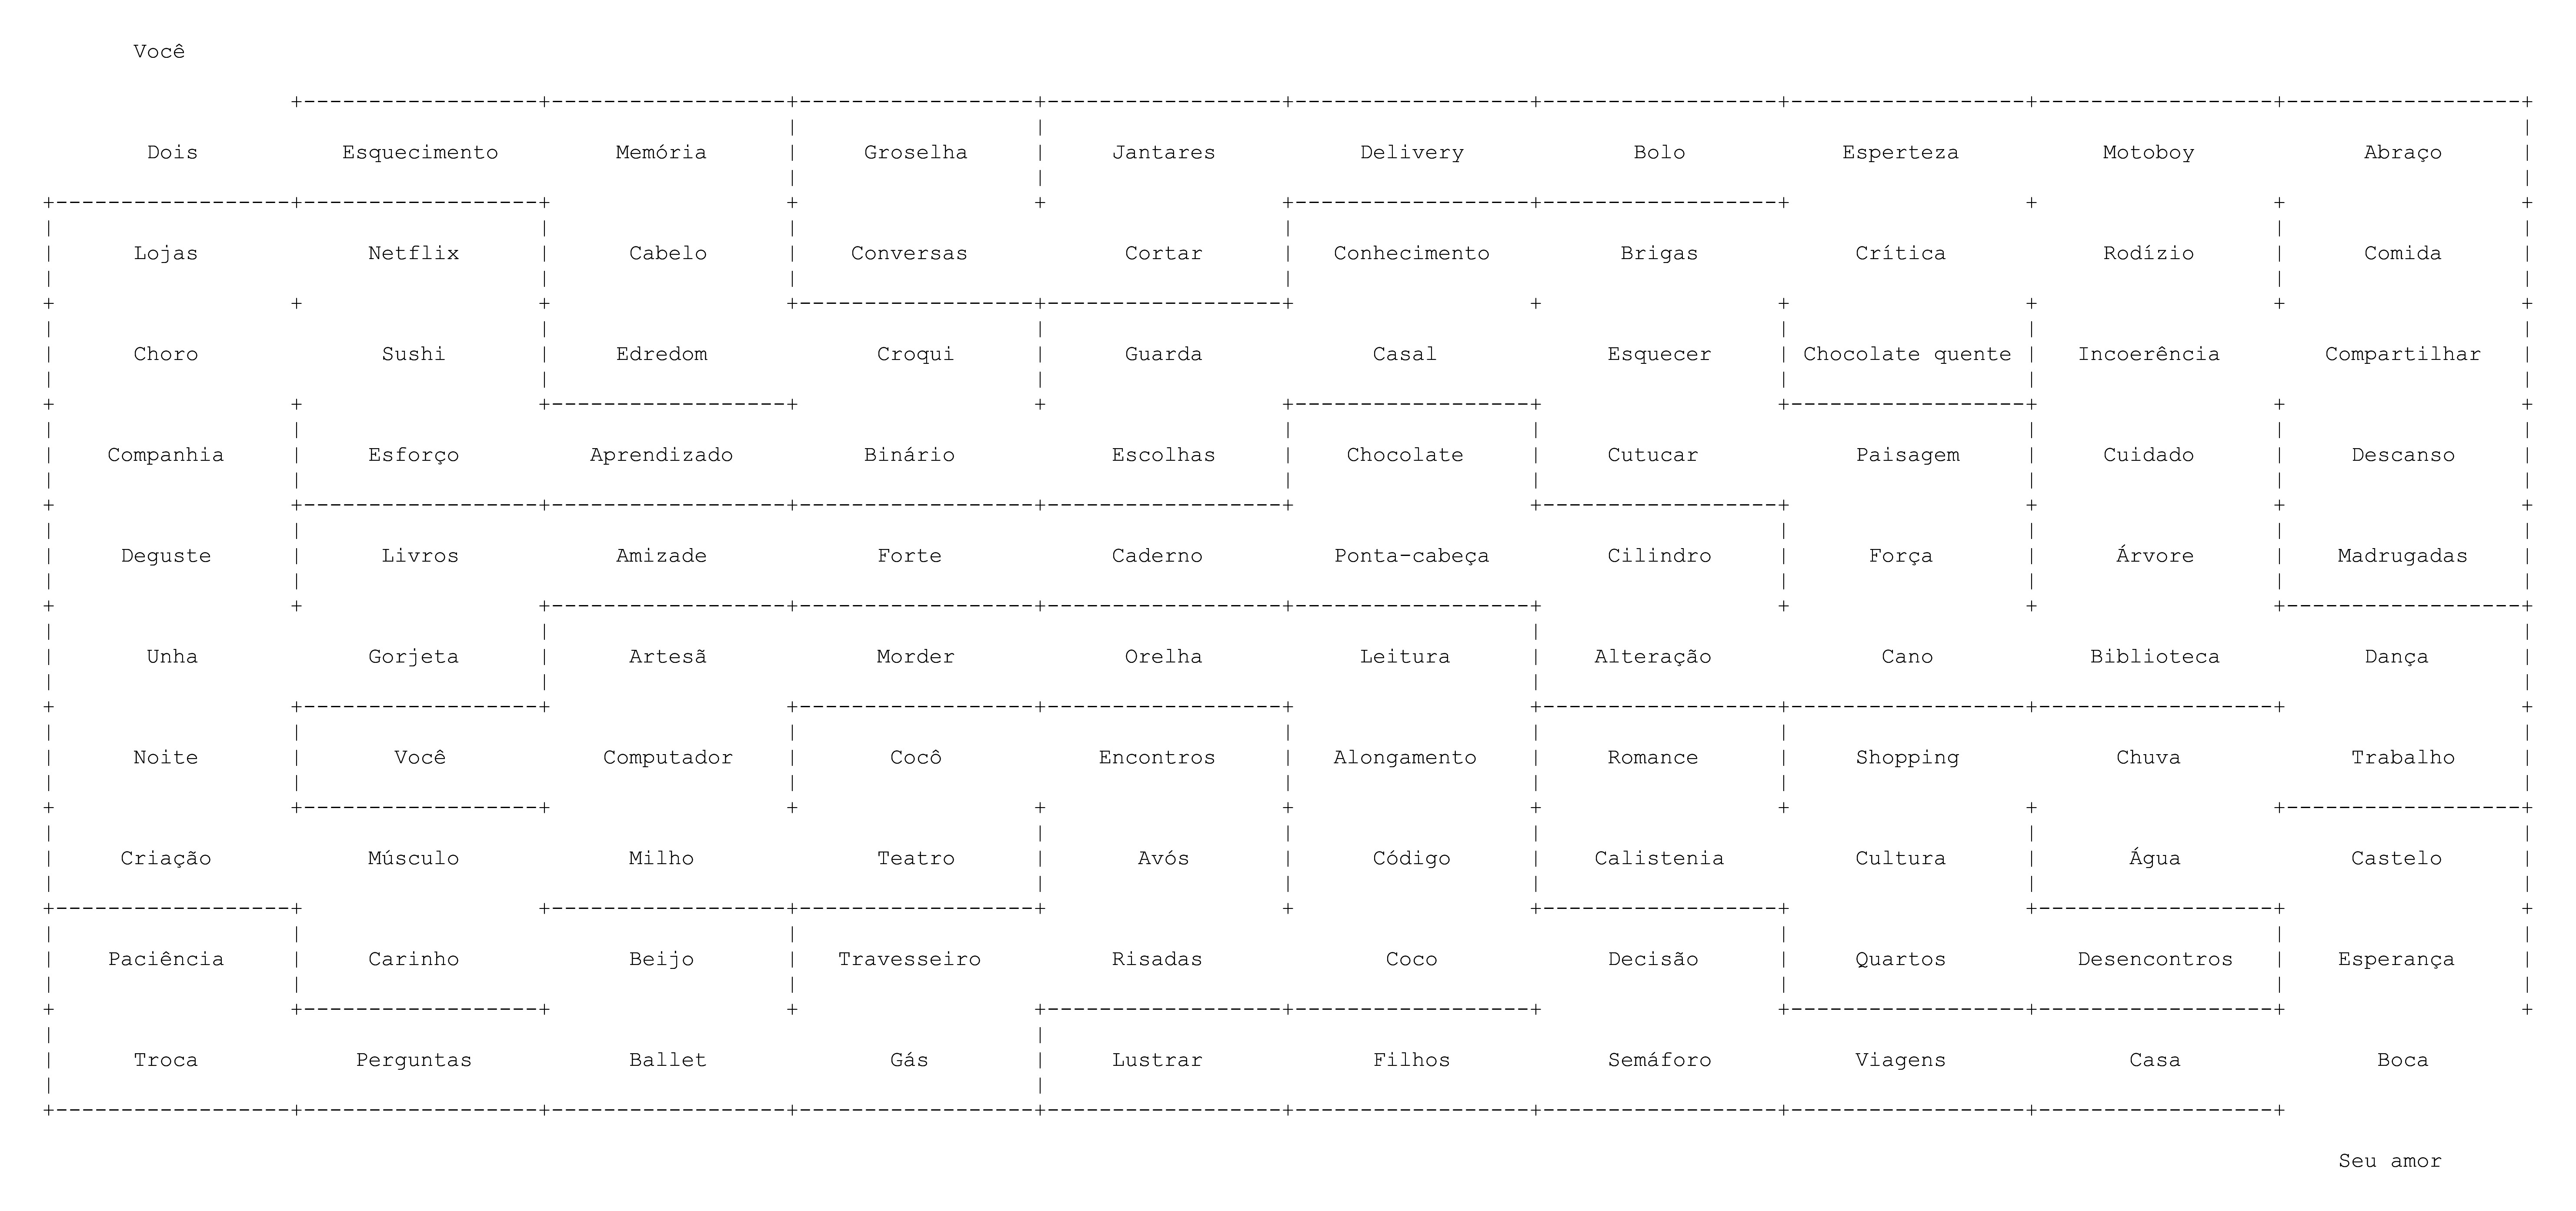 Você
Dois Esquecimento Memória Groselha Jantares Delivery Bolo Esperteza Motoboy Abraço
Lojas Netflix Cabelo Conversas Cortar Conhecimento Brigas Crítica Rodízio Comida
Choro Sushi Edredom Croqui Guarda Casal Esquecer Chocolate quente Incoerência Compartilhar
Companhia Esforço Aprendizado Binário Escolhas Chocolate Cutucar Paisagem Cuidado Descanso
Deguste Livros Amizade Forte Caderno Ponta-cabeça Cilindro Força Árvore Madrugadas
Unha Gorjeta Artesã Morder Orelha Leitura Alteração Cano Biblioteca Dança
Noite Você Computador Cocô Encontros Alongamento Romance Shopping Chuva Trabalho
Criação Músculo Milho Teatro Avós Código Calistenia Cultura Água Castelo
Paciência Carinho Beijo Travesseiro Risadas Coco Decisão Quartos Desencontros Esperança
Troca Perguntas Ballet Gás Lustrar Filhos Semáforo Viagens Casa Boca
Seu amor